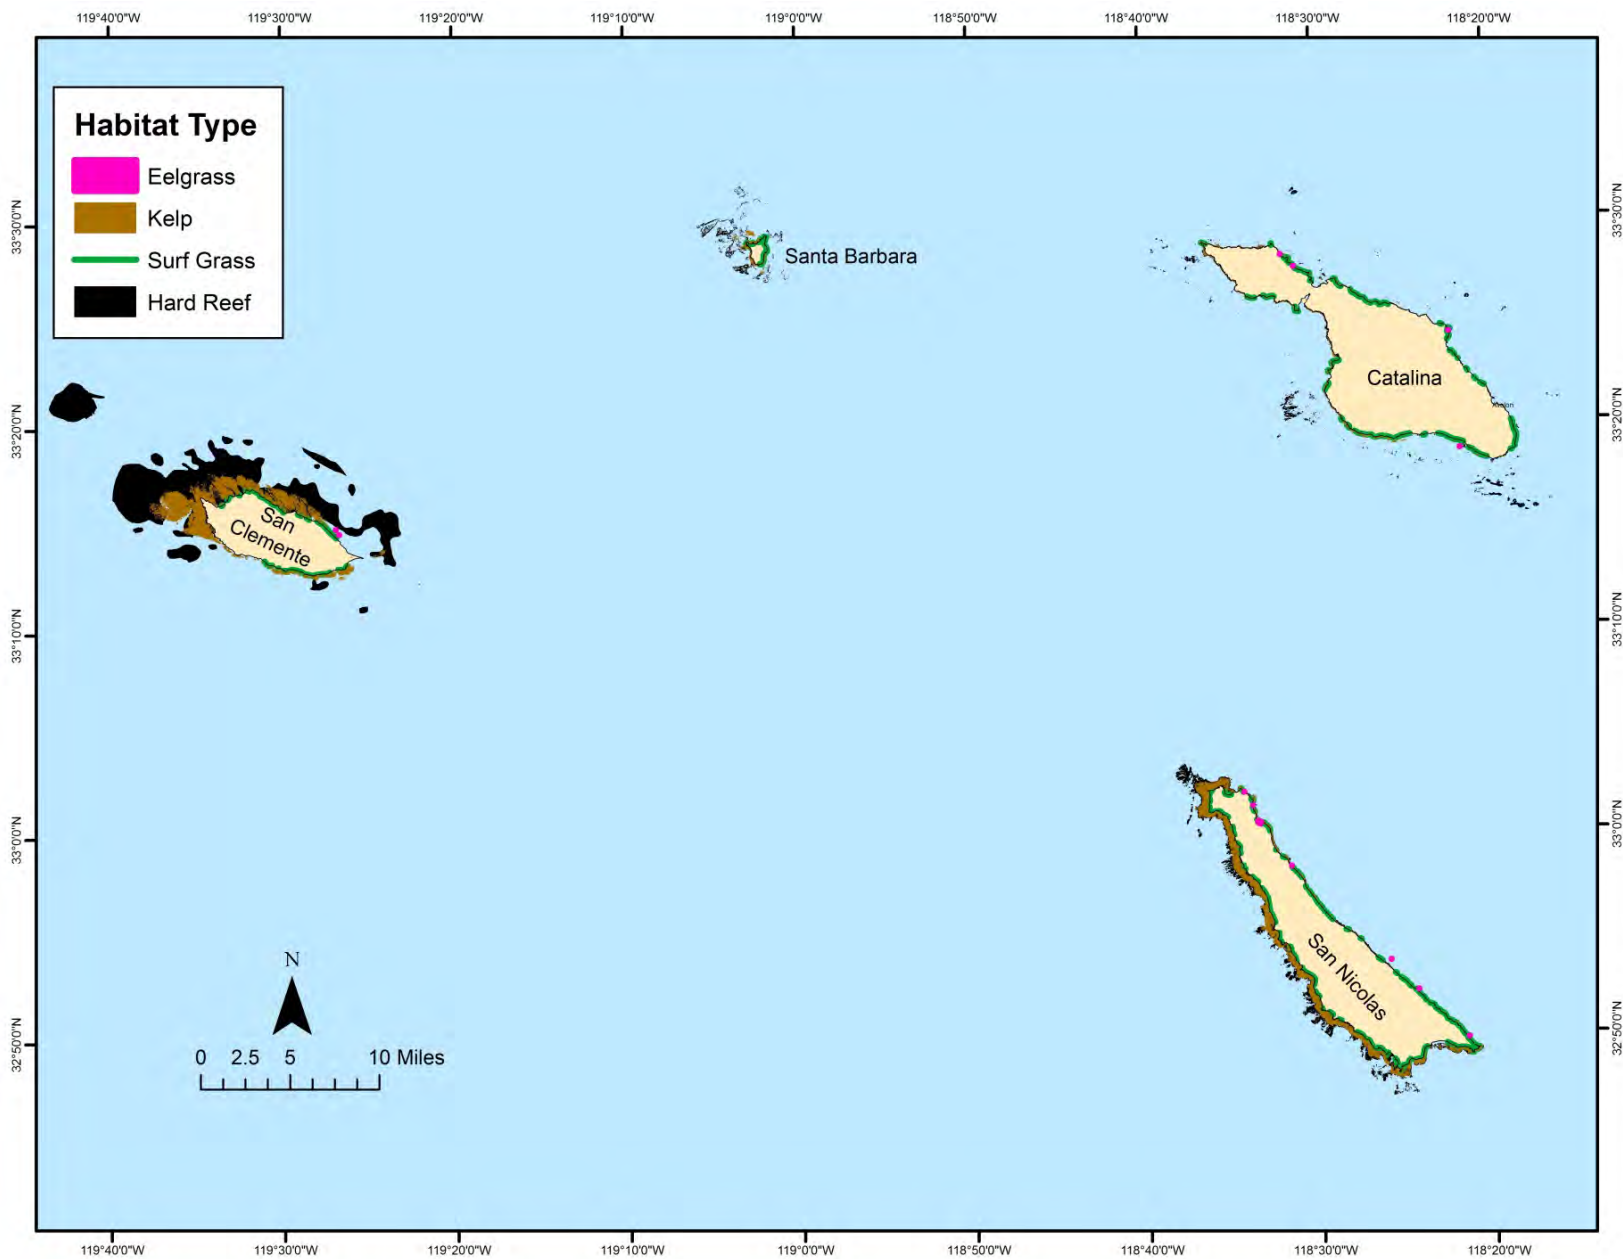 119°40'0"W 119°30'0"W 119°20'0"W 119°10'0"W 119°0'0"W 118°50'0"W 118°40'0"W 118°30'0"W 118°20'0"W
Habitat Type
Eelgrass
Kelp
Surf Grass
Hard Reef
33°30'0"N
33°20'0"N
33°10'0"N
33°0'0"N
32°50'0"N
Santa Barbara
Catalina
San
Clemente
San Nicolas
N
0 2.5 5 10 Miles
33°30'0"N
33°20'0"N
33°10'0"N
33°0'0"N
32°50'0"N
119°40'0"W 119°30'0"W 119°20'0"W 119°10'0"W 119°0'0"W 118°50'0"W 118°40'0"W 118°30'0"W 118°20'0"W